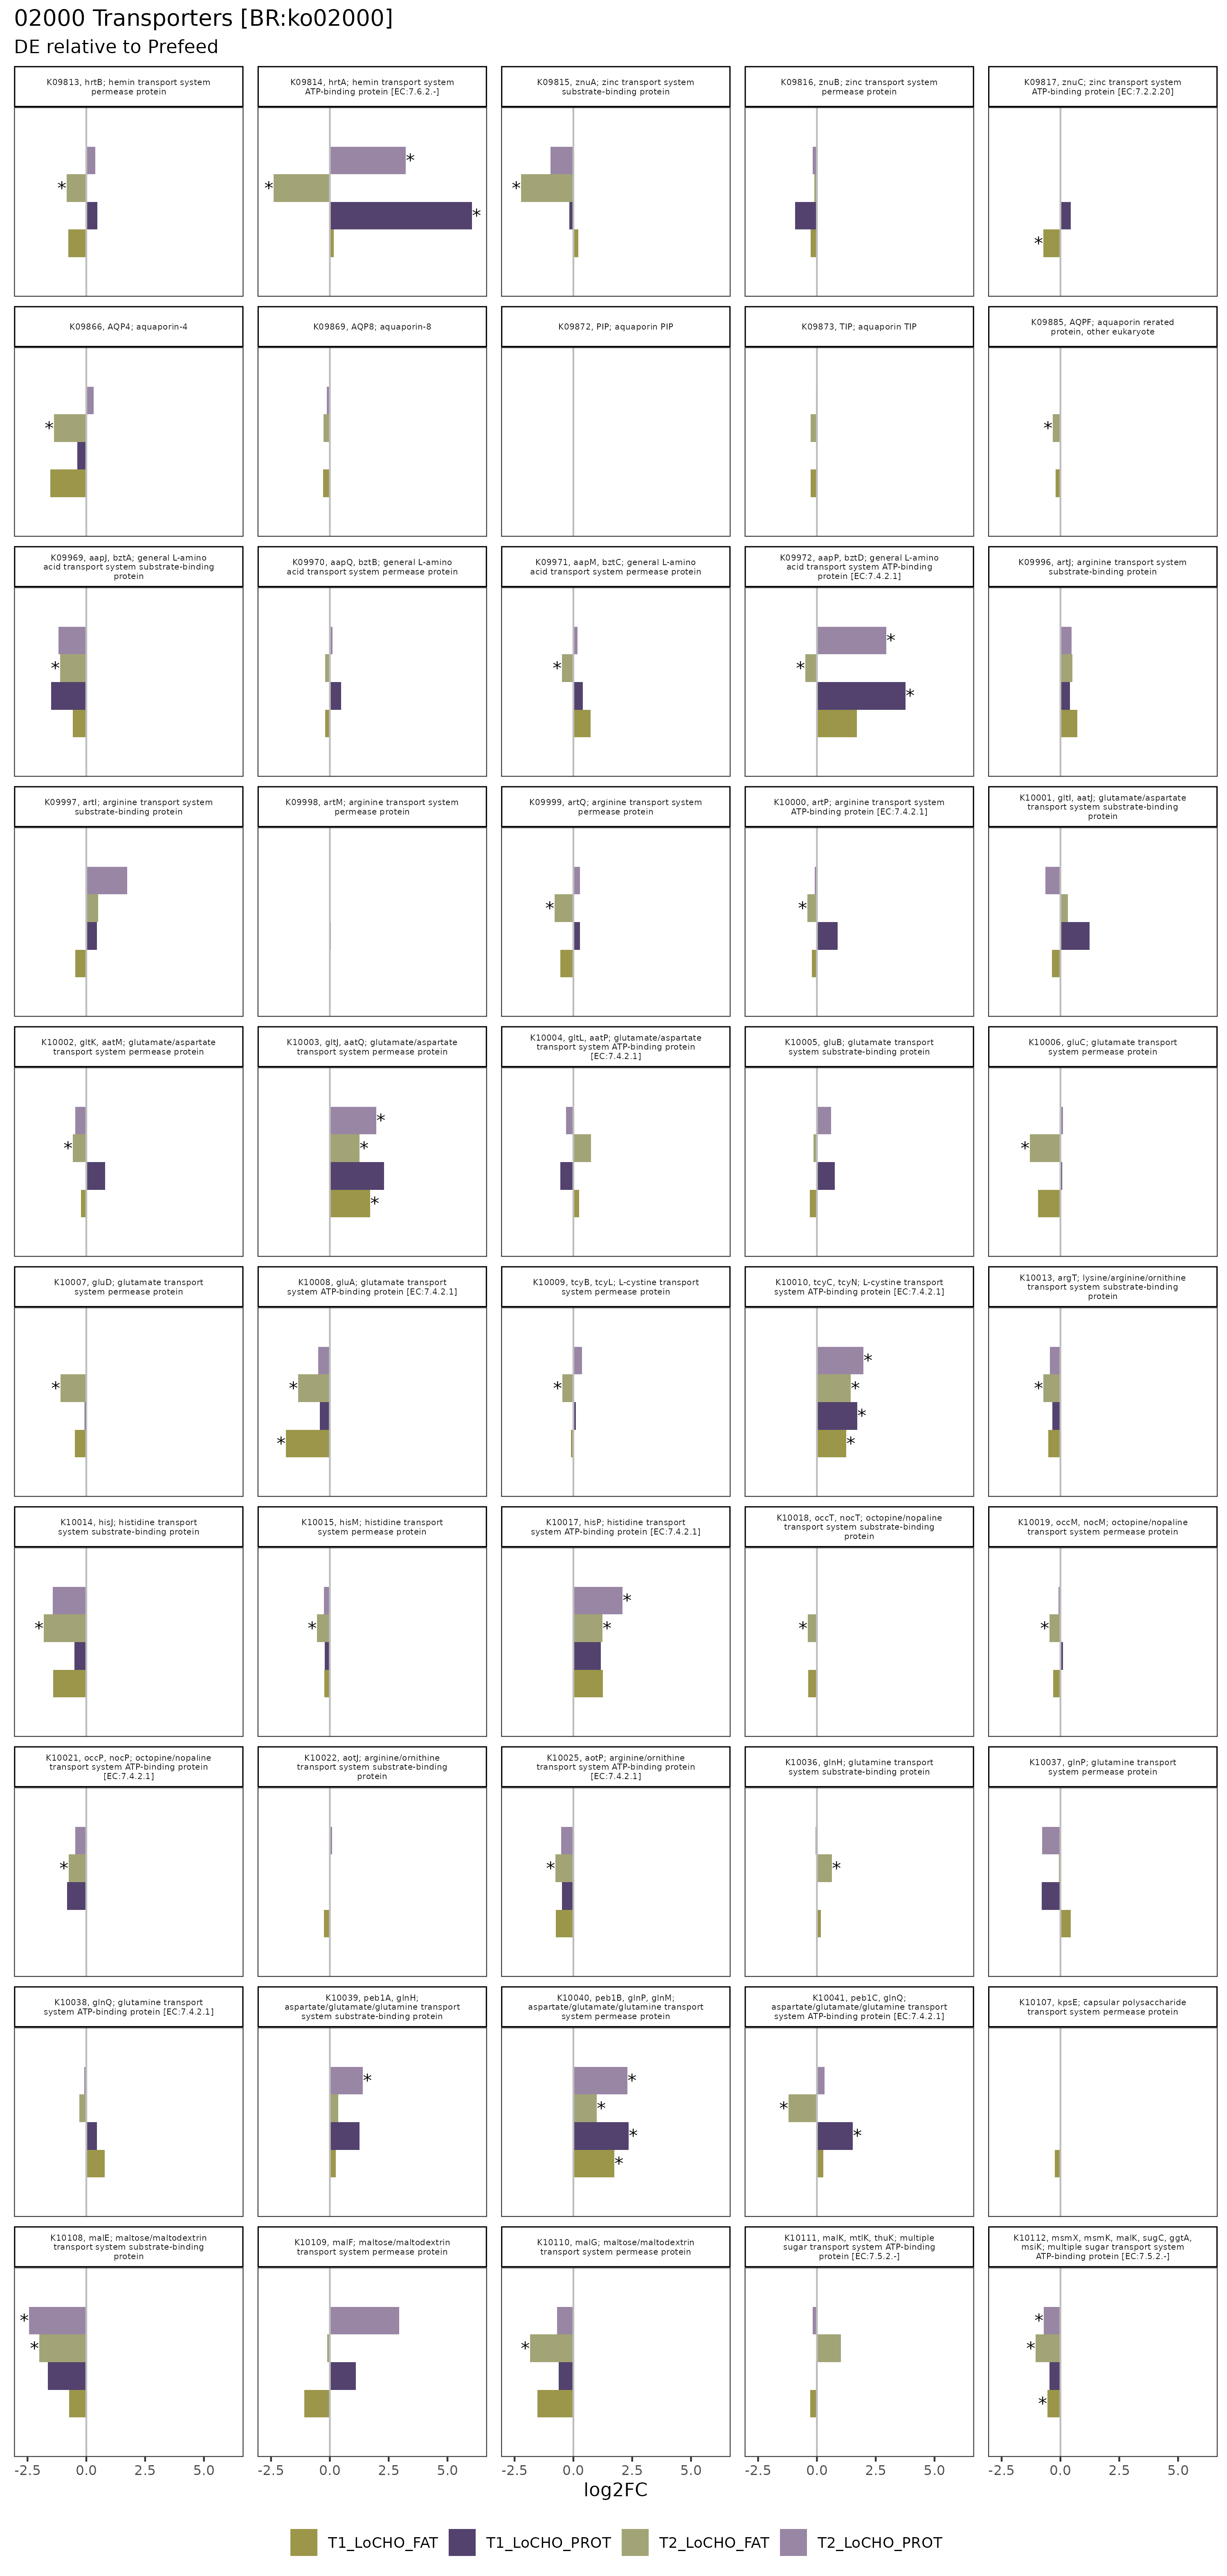 02000 Transporters [BR:ko02000]
DE relative to Prefeed
K09813, hrtB; hemin transport system
permease protein
K09814, hrtA; hemin transport system
ATP-binding protein [EC:7.6.2.-]
K09815, znuA; zinc transport system
substrate-binding protein
K09816, znuB; zinc transport system
permease protein
K09817, znuC; zinc transport system
ATP-binding protein [EC:7.2.2.20]
*
*
*
*
*
*
K09866, AQP4; aquaporin-4
K09869, AQP8; aquaporin-8
K09872, PIP; aquaporin PIP
K09873, TIP; aquaporin TIP
K09885, AQPF; aquaporin rerated
protein, other eukaryote
*
*
K09969, aapJ, bztA; general L-amino
acid transport system substrate-binding
protein
K09970, aapQ, bztB; general L-amino
acid transport system permease protein
K09971, aapM, bztC; general L-amino
acid transport system permease protein
K09972, aapP, bztD; general L-amino
acid transport system ATP-binding
protein [EC:7.4.2.1]
K09996, artJ; arginine transport system
substrate-binding protein
*
*
*
*
*
K09997, artI; arginine transport system
substrate-binding protein
K09998, artM; arginine transport system
permease protein
K09999, artQ; arginine transport system
permease protein
K10000, artP; arginine transport system
ATP-binding protein [EC:7.4.2.1]
K10001, gltI, aatJ; glutamate/aspartate
transport system substrate-binding
protein
*
*
K10002, gltK, aatM; glutamate/aspartate
transport system permease protein
K10003, gltJ, aatQ; glutamate/aspartate
transport system permease protein
K10004, gltL, aatP; glutamate/aspartate
transport system ATP-binding protein
[EC:7.4.2.1]
K10005, gluB; glutamate transport
system substrate-binding protein
K10006, gluC; glutamate transport
system permease protein
*
*
*
*
*
K10007, gluD; glutamate transport
system permease protein
K10008, gluA; glutamate transport
system ATP-binding protein [EC:7.4.2.1]
K10009, tcyB, tcyL; L-cystine transport
system permease protein
K10010, tcyC, tcyN; L-cystine transport
system ATP-binding protein [EC:7.4.2.1]
K10013, argT; lysine/arginine/ornithine
transport system substrate-binding
protein
*
*
*
*
*
*
*
*
*
K10014, hisJ; histidine transport
system substrate-binding protein
K10015, hisM; histidine transport
system permease protein
K10017, hisP; histidine transport
system ATP-binding protein [EC:7.4.2.1]
K10018, occT, nocT; octopine/nopaline
transport system substrate-binding
protein
K10019, occM, nocM; octopine/nopaline
transport system permease protein
*
*
*
*
*
*
K10021, occP, nocP; octopine/nopaline
transport system ATP-binding protein
[EC:7.4.2.1]
K10022, aotJ; arginine/ornithine
transport system substrate-binding
protein
K10025, aotP; arginine/ornithine
transport system ATP-binding protein
[EC:7.4.2.1]
K10036, glnH; glutamine transport
system substrate-binding protein
K10037, glnP; glutamine transport
system permease protein
*
*
*
K10038, glnQ; glutamine transport
system ATP-binding protein [EC:7.4.2.1]
K10039, peb1A, glnH;
aspartate/glutamate/glutamine transport
system substrate-binding protein
K10040, peb1B, glnP, glnM;
aspartate/glutamate/glutamine transport
system permease protein
K10041, peb1C, glnQ;
aspartate/glutamate/glutamine transport
system ATP-binding protein [EC:7.4.2.1]
K10107, kpsE; capsular polysaccharide
transport system permease protein
*
*
*
*
*
*
*
K10108, malE; maltose/maltodextrin
transport system substrate-binding
protein
K10109, malF; maltose/maltodextrin
transport system permease protein
K10110, malG; maltose/maltodextrin
transport system permease protein
K10111, malK, mtlK, thuK; multiple
sugar transport system ATP-binding
protein [EC:7.5.2.-]
K10112, msmX, msmK, malK, sugC, ggtA,
msiK; multiple sugar transport system
ATP-binding protein [EC:7.5.2.-]
*
*
*
*
*
*
-2.5 0.0 2.5 5.0 -2.5 0.0 2.5 5.0 -2.5 0.0 2.5 5.0 -2.5 0.0 2.5 5.0 -2.5 0.0 2.5 5.0
log2FC
T1_LoCHO_FAT T1_LoCHO_PROT T2_LoCHO_FAT T2_LoCHO_PROT